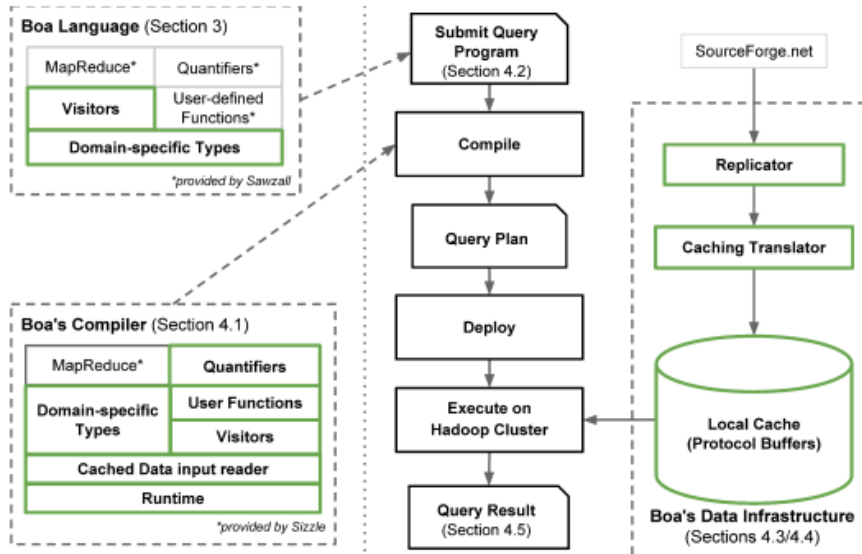 Boa Language (Section 3)
MapReduce*
Quantifiers*
Visitors
User-defined
Functions*
Domain-specific Types
*provided by Sawzall
Boa's Compiler (Section 4.1)
MapReduce*
Quantifiers
Domain-specific
Types
User Functions
Visitors
Cached Data input reader
Runtime
*provided by Sizzle
Submit Query
Program
(Section 4.2)
Compile
Query Plan
Deploy
Execute on
Hadoop Cluster
Query Result
(Section 4.5)
SourceForge.net
Replicator
Caching Translator
Local Cache
(Protocol Buffers)
Boa's Data Infrastructure
(Sections 4.3/4.4)